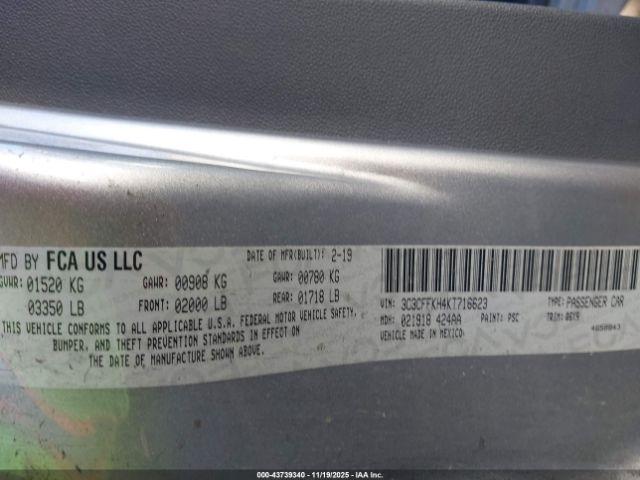 MFD BY FCA US LLC DATE OF MFR(BUILT): 2-19
GVWR: 01520 KG GAWR: 00908 KG GAWR: 00780 KG
03350 LB FRONT: 02000 LB REAR: 01718 LB
THIS VEHICLE CONFORMS TO ALL APPLICABLE U.S.A. FEDERAL MOTOR VEHICLE SAFETY,
BUMPER, AND THEFT PREVENTION STANDARDS IN EFFECT ON
THE DATE OF MANUFACTURE SHOWN ABOVE.
VIN: 3C3CFFKH4KT716623 TYPE: PASSENGER CAR
MDH: 021918 424AA PAINT: PSC TRIM: 06Y9
VEHICLE MADE IN MEXICO. 4650843
000-43739340 - 11/19/2025 - IAA Inc.